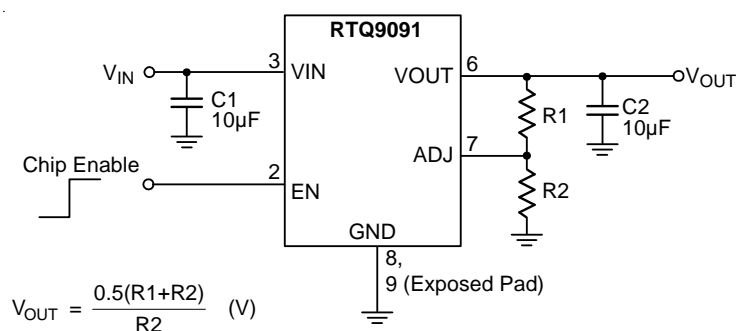 RTQ9091
VIN
3
VIN
VOUT
6
VOUT
C1
10µF
R1
C2
10µF
ADJ
7
Chip Enable
2
EN
R2
GND
8,
9 (Exposed Pad)
VOUT = 0.5(R1+R2) / R2 (V)